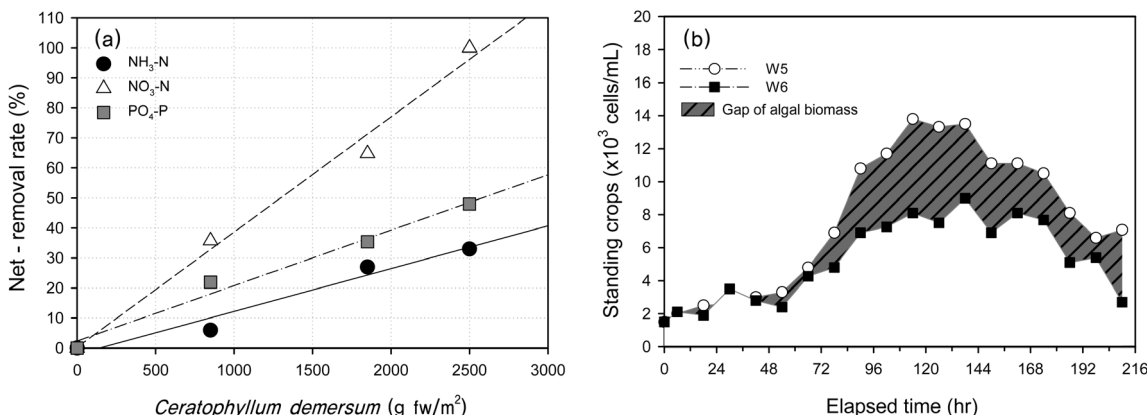 (a)
110
100
90
80
70
60
50
40
30
20
10
0
Net - removal rate (%)
NH₃-N
NO₃-N
PO₄-P
0 500 1000 1500 2000 2500 3000
Ceratophyllum demersum (g fw/m²)
(b)
20
18
16
14
12
10
8
6
4
2
0
Standing crops (x10³ cells/mL)
W5
W6
Gap of algal biomass
0 24 48 72 96 120 144 168 192 216
Elapsed time (hr)